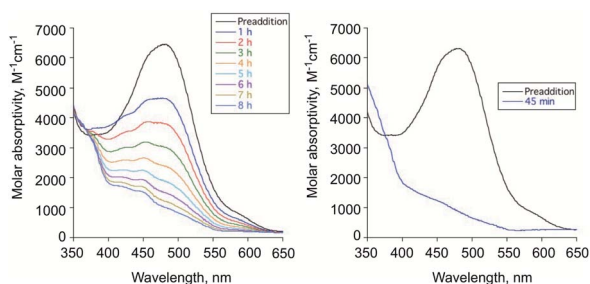 Molar absorptivity, M⁻¹cm⁻¹
7000
6000
5000
4000
3000
2000
1000
0
350 400 450 500 550 600 650
Wavelength, nm
Preaddition
1 h
2 h
3 h
4 h
5 h
6 h
7 h
8 h
Molar absorptivity, M⁻¹cm⁻¹
7000
6000
5000
4000
3000
2000
1000
0
350 400 450 500 550 600 650
Wavelength, nm
Preaddition
45 min